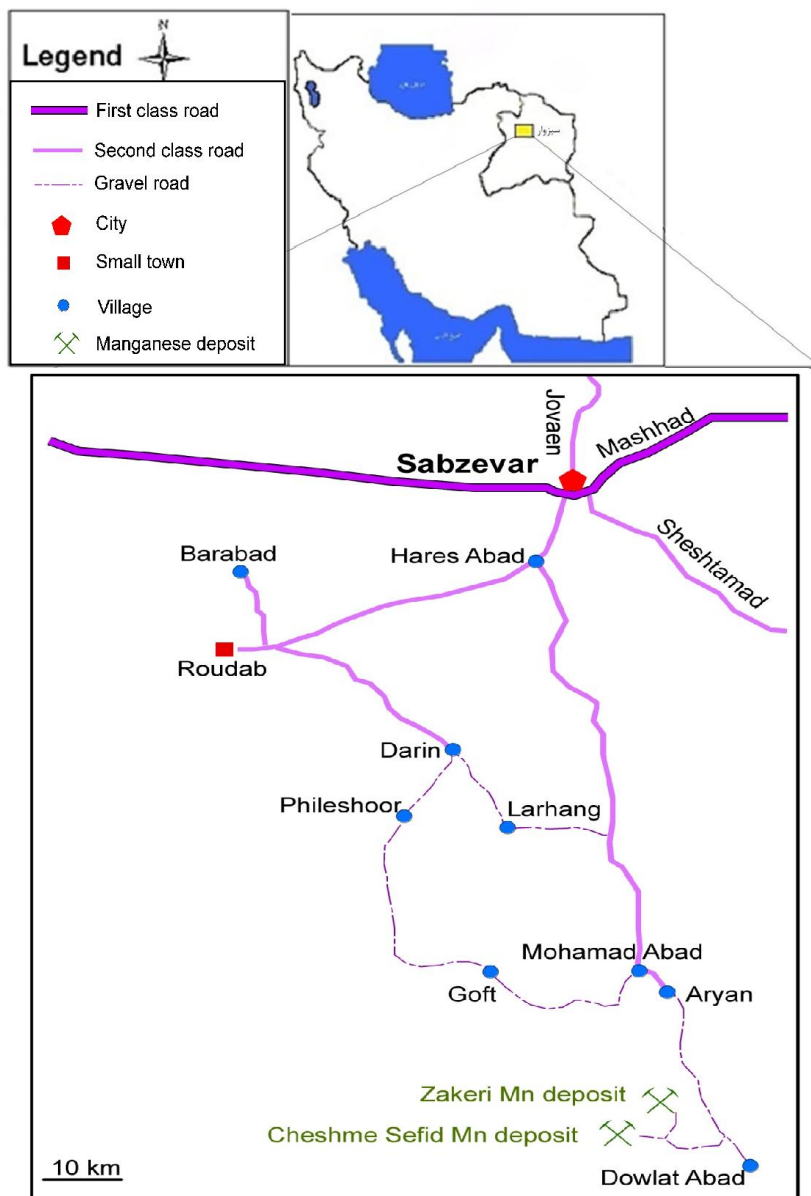 N
Legend
First class road
Second class road
Gravel road
City
Small town
Village
Manganese deposit
سبزوار
Jovaen
Mashhad
Sabzevar
Sheshtamad
Barabad
Hares Abad
Roudab
Darin
Phileshoor
Larhang
Mohamad Abad
Goft
Aryan
Zakeri Mn deposit
Cheshme Sefid Mn deposit
10 km
Dowlat Abad